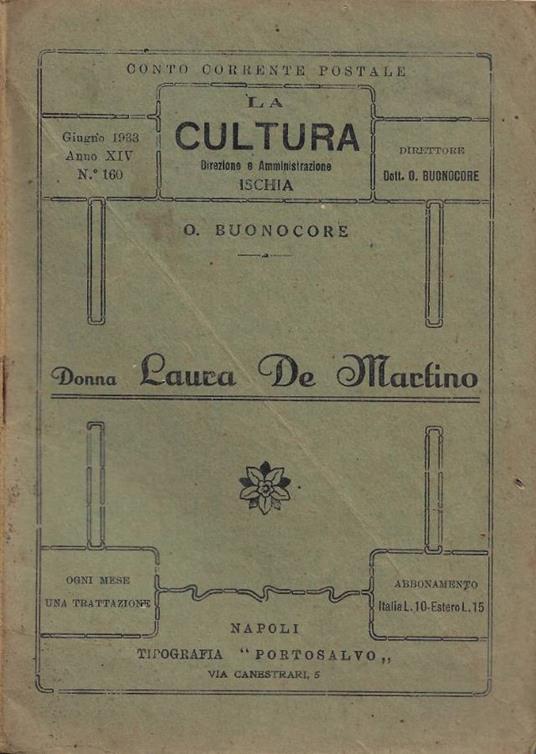 CONTO CORRENTE POSTALE
LA
CULTURA
Direzione e Amministrazione
ISCHIA
Giugno 1933
Anno XIV
N.° 160
DIRETTORE
Dott. O. BUONOCORE
O. BUONOCORE
Donna Laura De Martino
OGNI MESE
UNA TRATTAZIONE
ABBONAMENTO
Italia L. 10-Estero L. 15
NAPOLI
TIPOGRAFIA "PORTOSALVO„
VIA CANESTRARI, 5